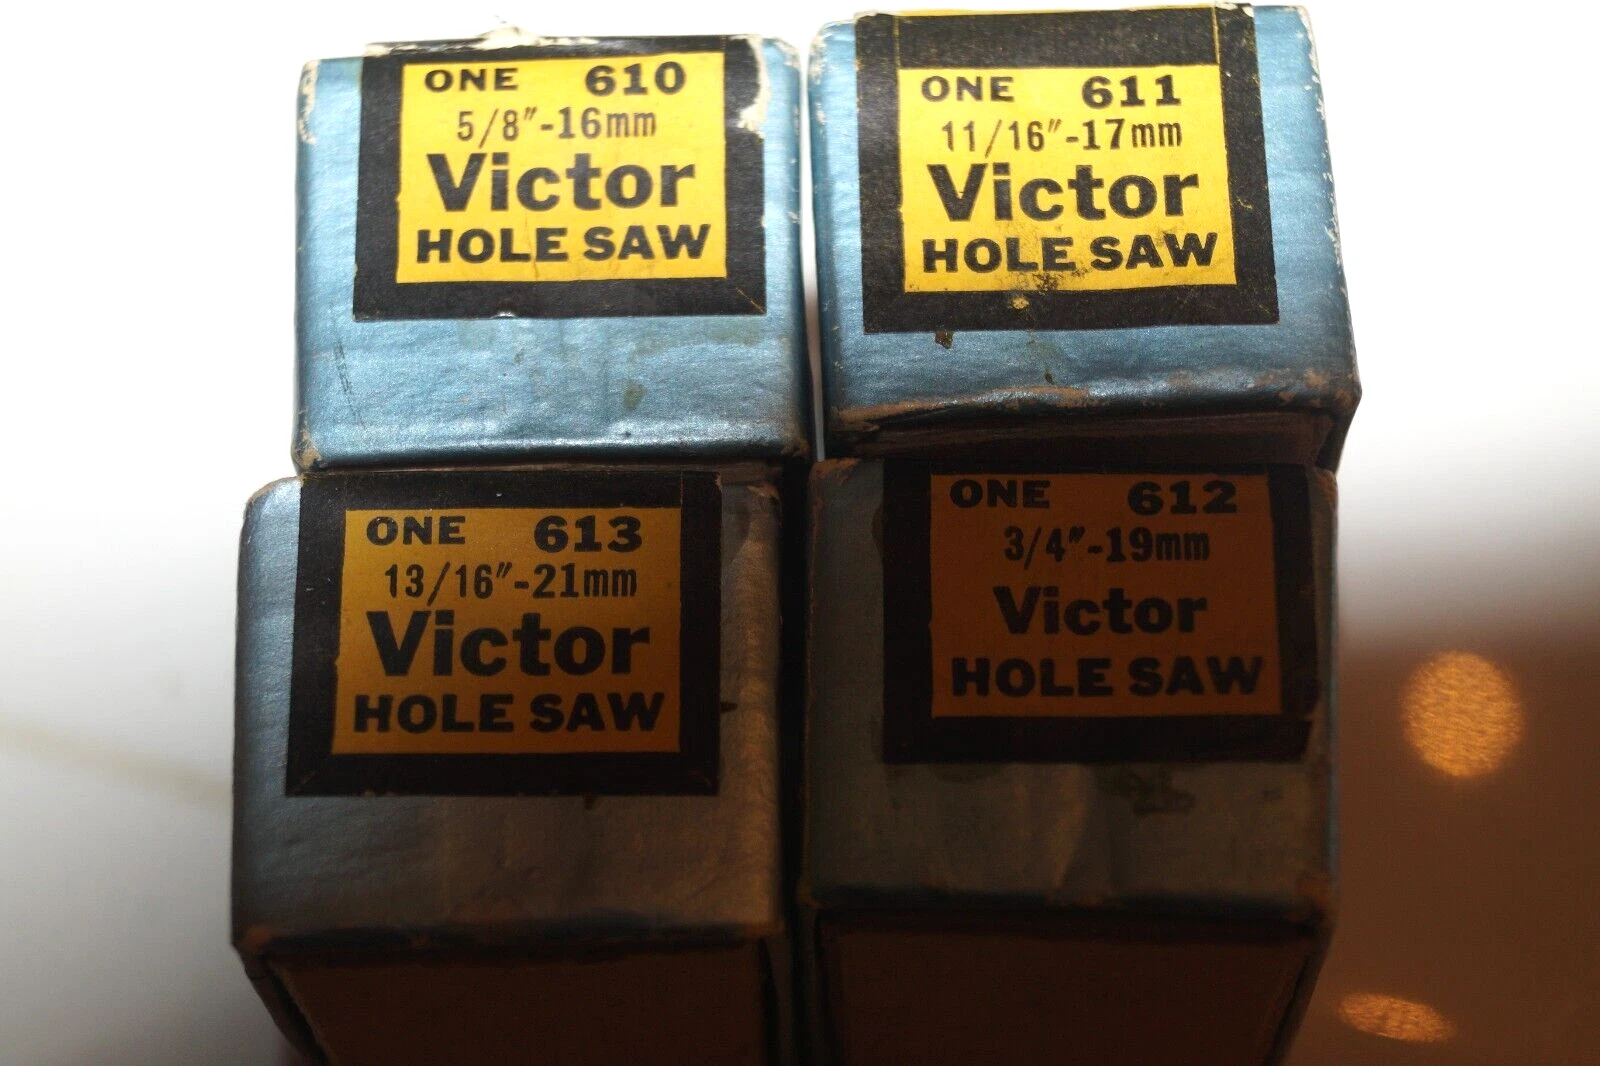 ONE 610
5/8"-16mm
Victor
HOLE SAW
ONE 611
11/16"-17mm
Victor
HOLE SAW
ONE 613
13/16"-21mm
Victor
HOLE SAW
ONE 612
3/4"-19mm
Victor
HOLE SAW